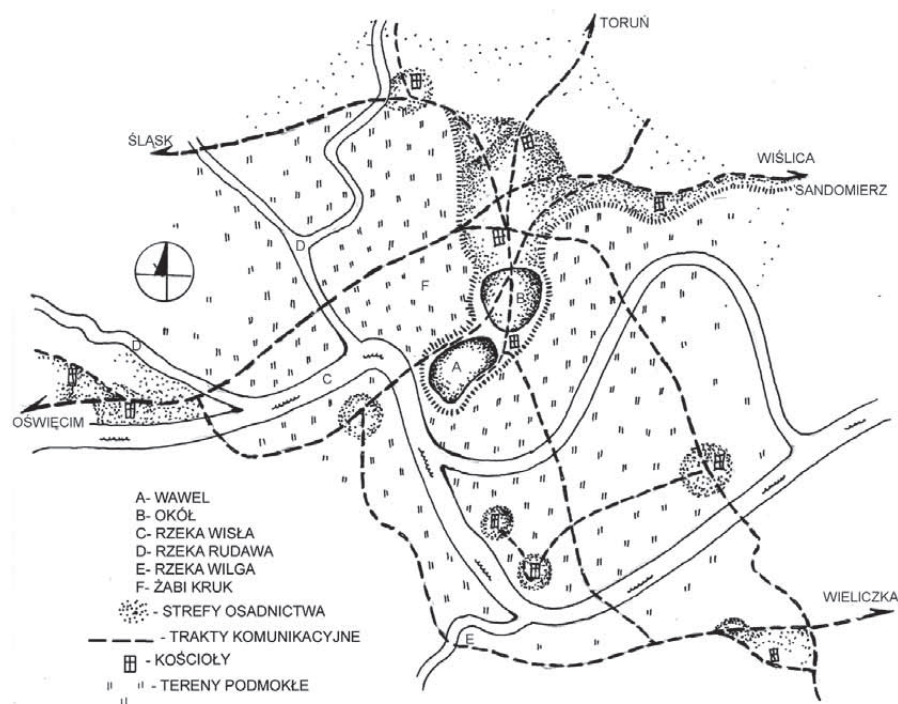 TORUŃ
ŚLĄSK
WIŚLICA
SANDOMIERZ
D
F
B
D
A
C
OŚWIĘCIM
A- WAWEL
B- OKÓŁ
C- RZEKA WISŁA
D- RZEKA RUDAWA
E- RZEKA WILGA
F- ŻABI KRUK
- STREFY OSADNICTWA
- TRAKTY KOMUNIKACYJNE
- KOŚCIOŁY
- TERENY PODMOKŁE
WIELICZKA
E